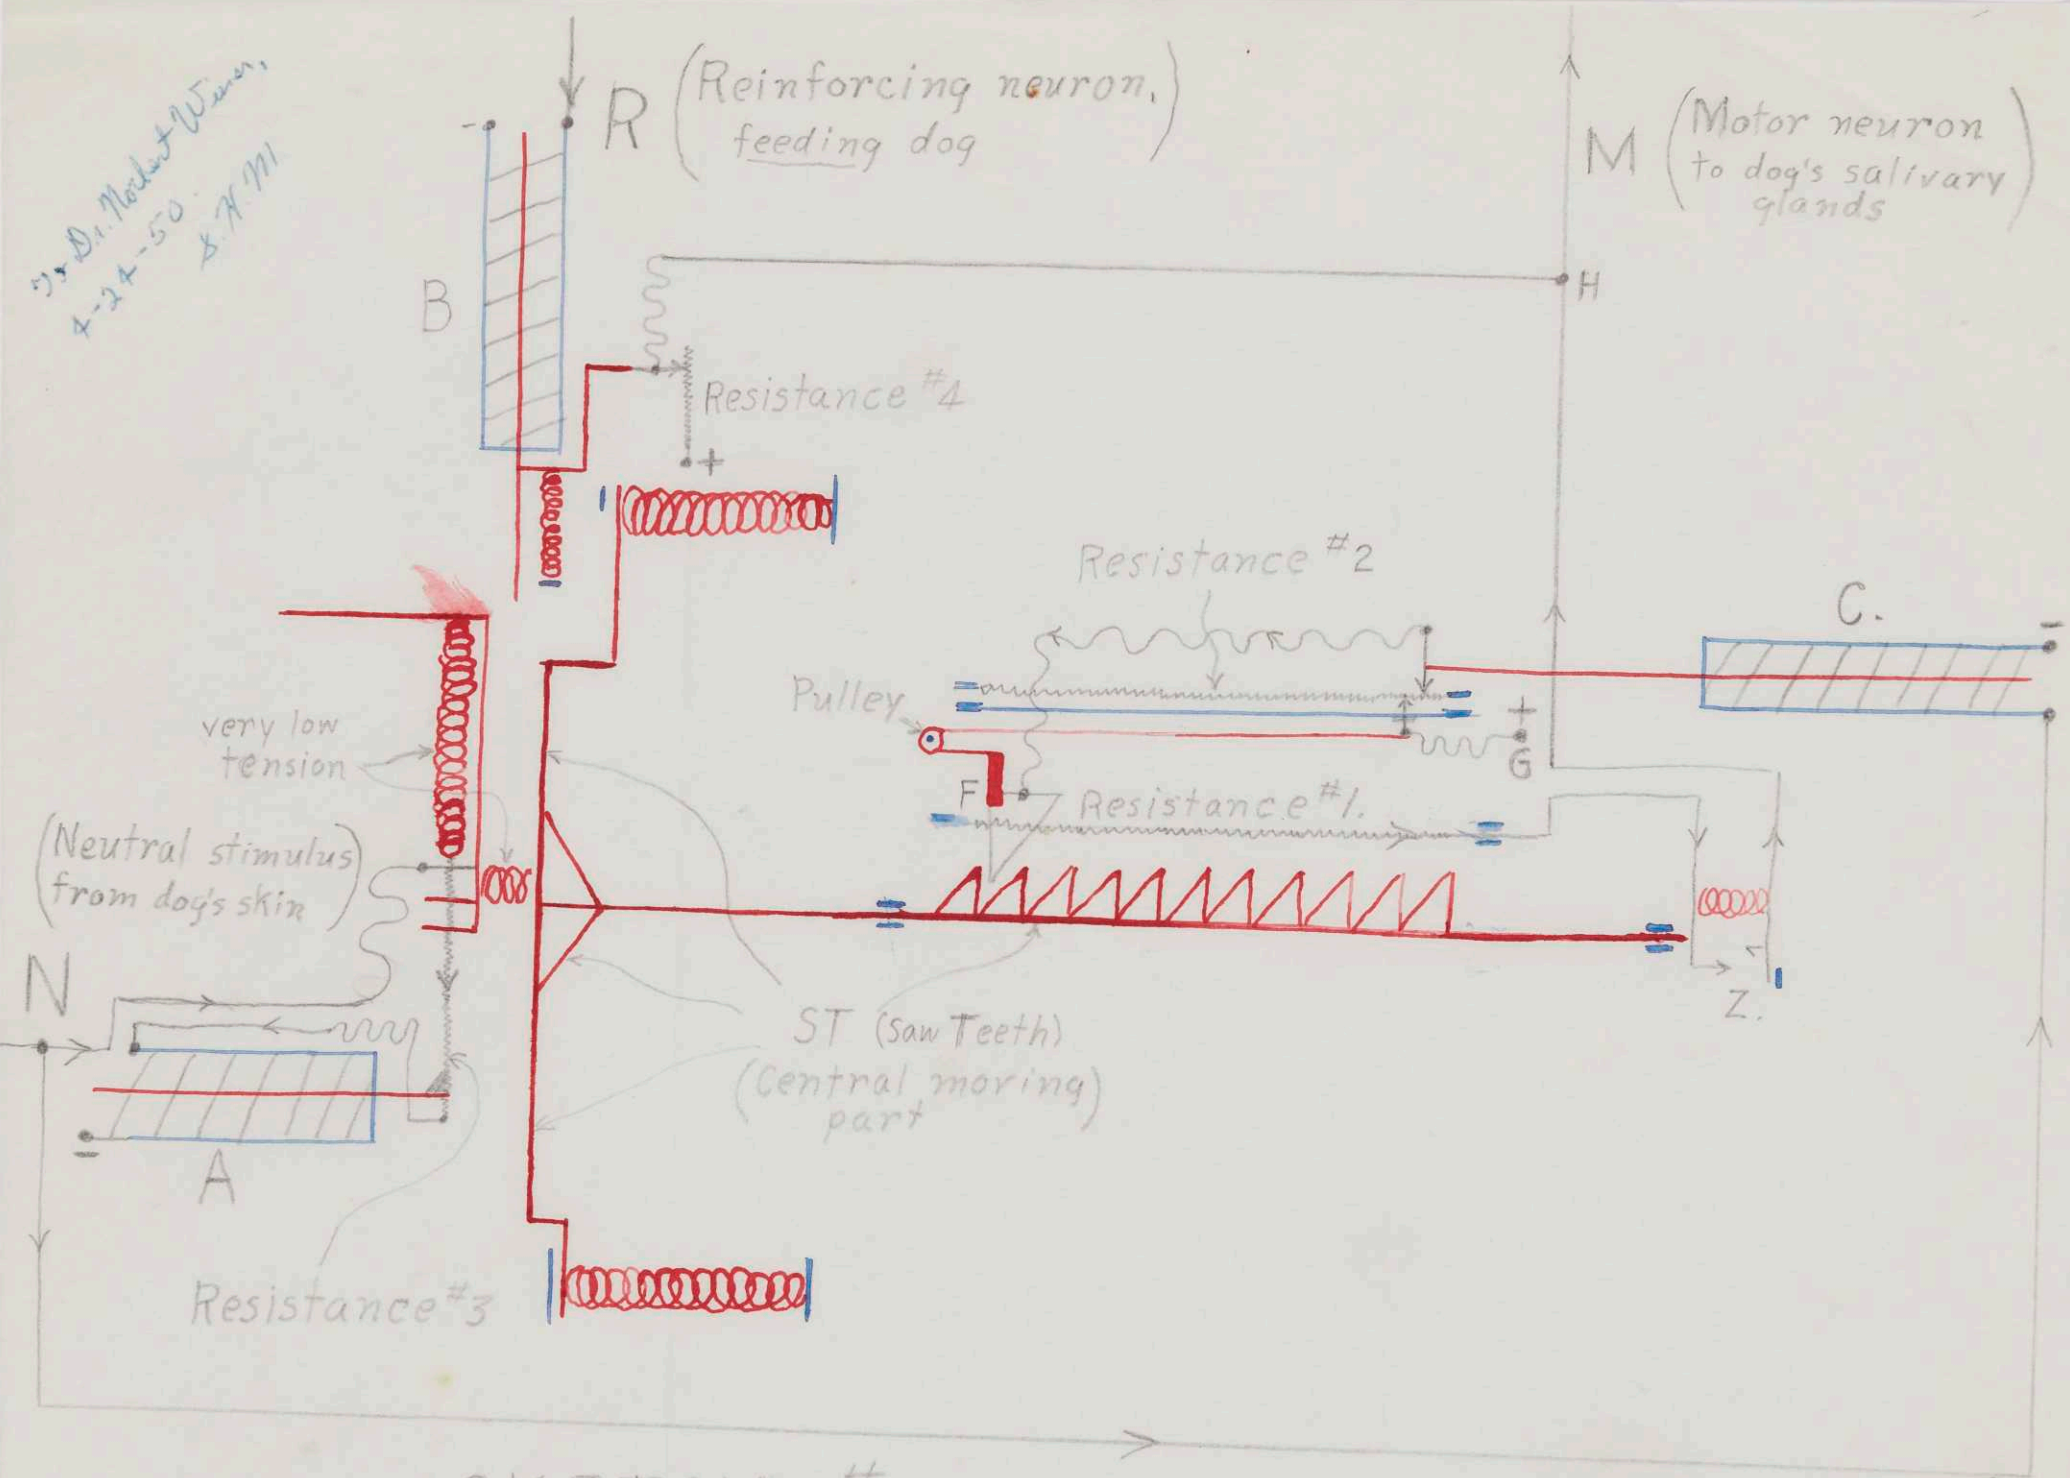 To Dr. Norbert Wiener,
4-24-50.
S.H.M
R (Reinforcing neuron,
feeding dog)
M (Motor neuron
to dog's salivary
glands)
-
B
H
Resistance #4
+
Resistance #2
C.
-
Pulley
+
G
very low
tension
F
Resistance #1.
(Neutral stimulus
from dog's skin)
N
Z.
ST (Saw Teeth)
(Central moving
part)
-
A
Resistance #3